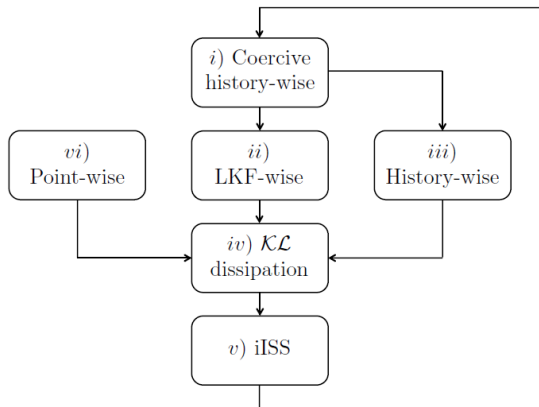 i) Coercive
history-wise
vi)
Point-wise
ii)
LKF-wise
iii)
History-wise
iv) 𝒦ℒ
dissipation
v) iISS